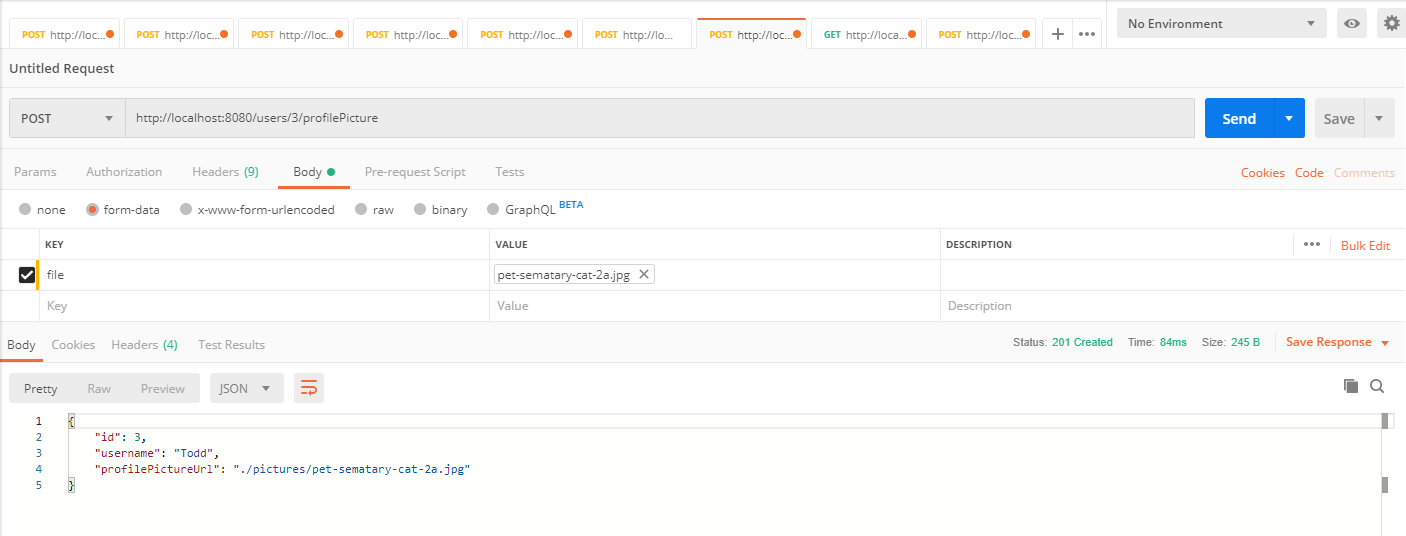 POST http://loc... POST http://loc... POST http://loc... POST http://loc... POST http://loc... POST http://lo... POST http://loc... GET http://loca... POST http://loc... + ••• No Environment
Untitled Request
POST http://localhost:8080/users/3/profilePicture Send Save
Params Authorization Headers (9) Body Pre-request Script Tests Cookies Code Comments
none form-data x-www-form-urlencoded raw binary GraphQL BETA
KEY VALUE DESCRIPTION ••• Bulk Edit
file pet-sematary-cat-2a.jpg
Key Value Description
Body Cookies Headers (4) Test Results Status: 201 Created Time: 84ms Size: 245 B Save Response
Pretty Raw Preview JSON
1 {
2 "id": 3,
3 "username": "Todd",
4 "profilePictureUrl": "./pictures/pet-sematary-cat-2a.jpg"
5 }